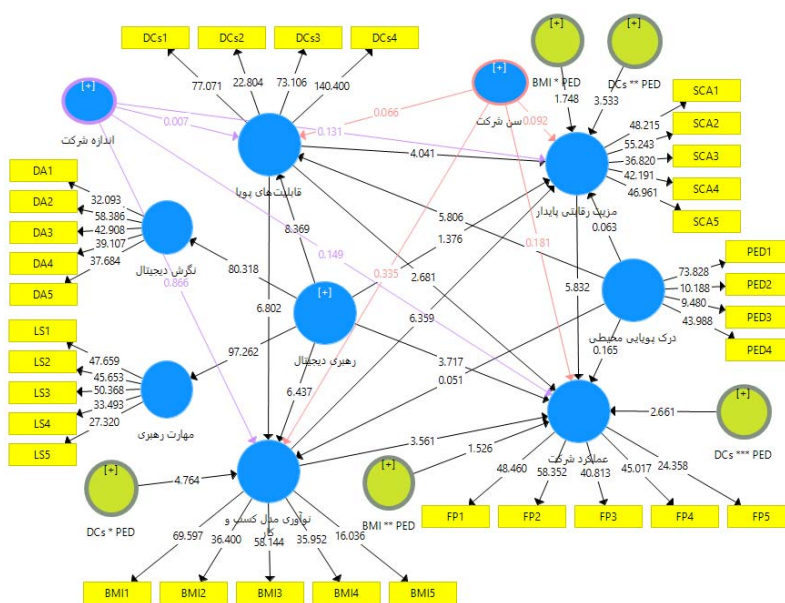 DCs1 DCs2 DCs3 DCs4
[+] [+]
BMI * PED DCs ** PED
77.071 22.804 73.106 140.400
1.748 3.533
[+] [+]
اندازه شرکت
سن شرکت
0.007 0.066 0.092 0.131
قابلیت‌های پویا
4.041
مزیت رقابتی پایدار
48.215 SCA1
55.243 SCA2
36.820 SCA3
42.191 SCA4
46.961 SCA5
DA1 32.093
DA2 58.386
DA3 42.908
DA4 39.107
DA5 37.684
نگرش دیجیتال
0.866
80.318
8.369
5.806
1.376
0.063
0.149
0.335
0.181
2.681
6.802
6.359
5.832
[+]
رهبری دیجیتال
73.828 PED1
10.188 PED2
9.480 PED3
43.988 PED4
درک پویایی محیطی
0.165
LS1 47.659
LS2 45.653
LS3 50.368
LS4 33.493
LS5 27.320
مهارت رهبری
97.262
6.437
3.717
0.051
2.661
[+]
DCs *** PED
عملکرد شرکت
3.561
1.526
[+]
BMI ** PED
[+]
DCs * PED
4.764
نوآوری مدل کسب و
کار
48.460 58.352 40.813 45.017 24.358
FP1 FP2 FP3 FP4 FP5
69.597 36.400 58.144 35.952 16.036
BMI1 BMI2 BMI3 BMI4 BMI5